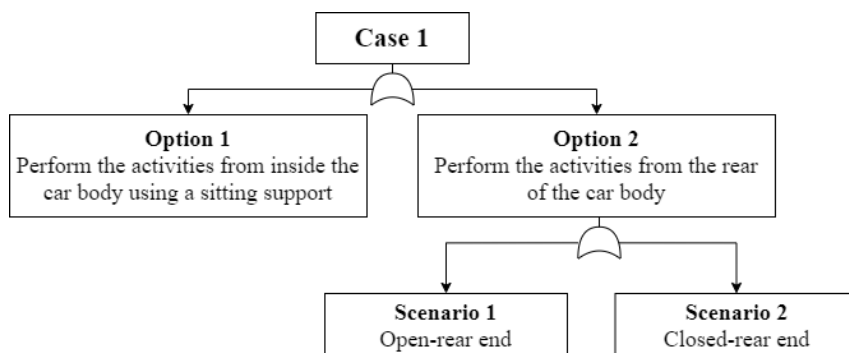 Case 1
Option 1
Perform the activities from inside the
car body using a sitting support
Option 2
Perform the activities from the rear
of the car body
Scenario 1
Open-rear end
Scenario 2
Closed-rear end